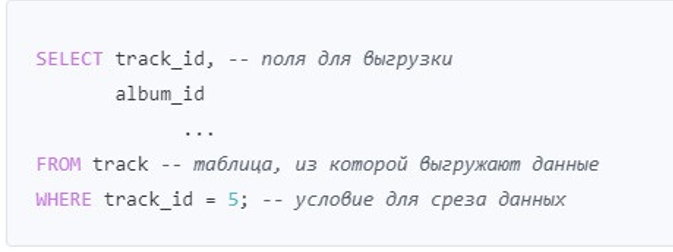 SELECT track_id, -- поля для выгрузки
album_id
...
FROM track -- таблица, из которой выгружают данные
WHERE track_id = 5; -- условие для среза данных